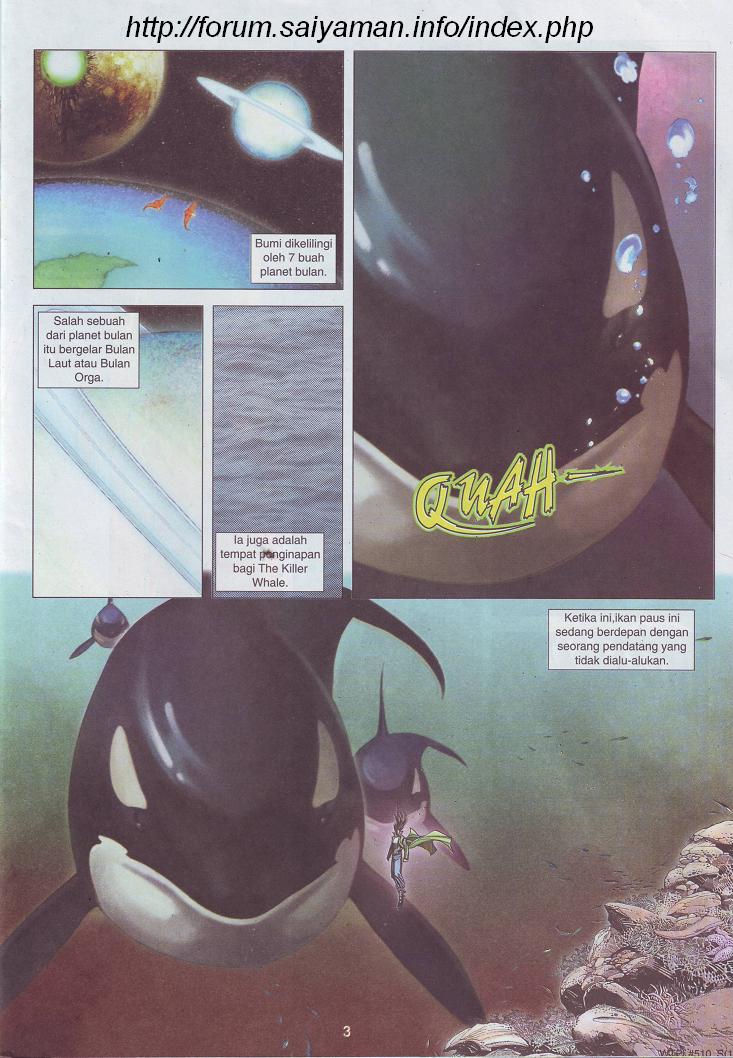 http://forum.saiyaman.info/index.php
Bumi dikelilingi
oleh 7 buah
planet bulan.
Salah sebuah
dari planet bulan
itu bergelar Bulan
Laut atau Bulan
Orga.
Ia juga adalah
tempat penginapan
bagi The Killer
Whale.
QUAH
Ketika ini,ikan paus ini
sedang berdepan dengan
seorang pendatang yang
tidak dialu-alukan.
3